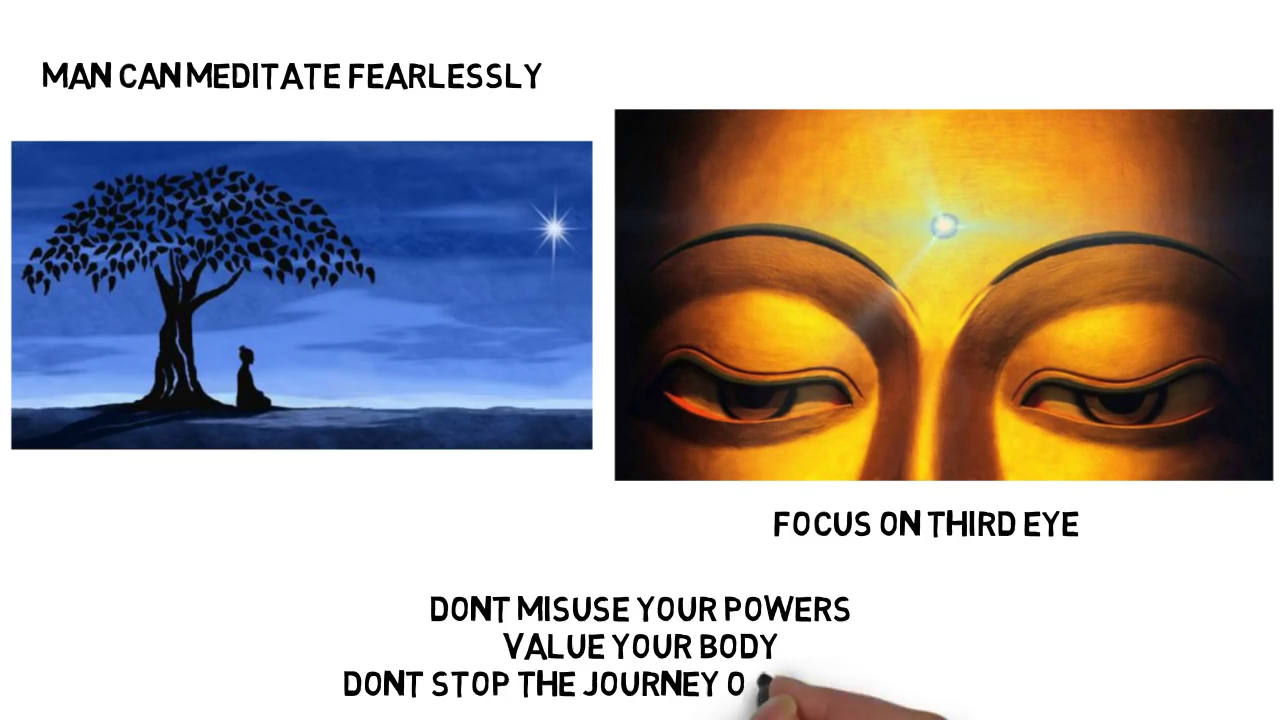 MAN CAN MEDITATE FEARLESSLY
FOCUS ON THIRD EYE
DONT MISUSE YOUR POWERS
VALUE YOUR BODY
DONT STOP THE JOURNEY O